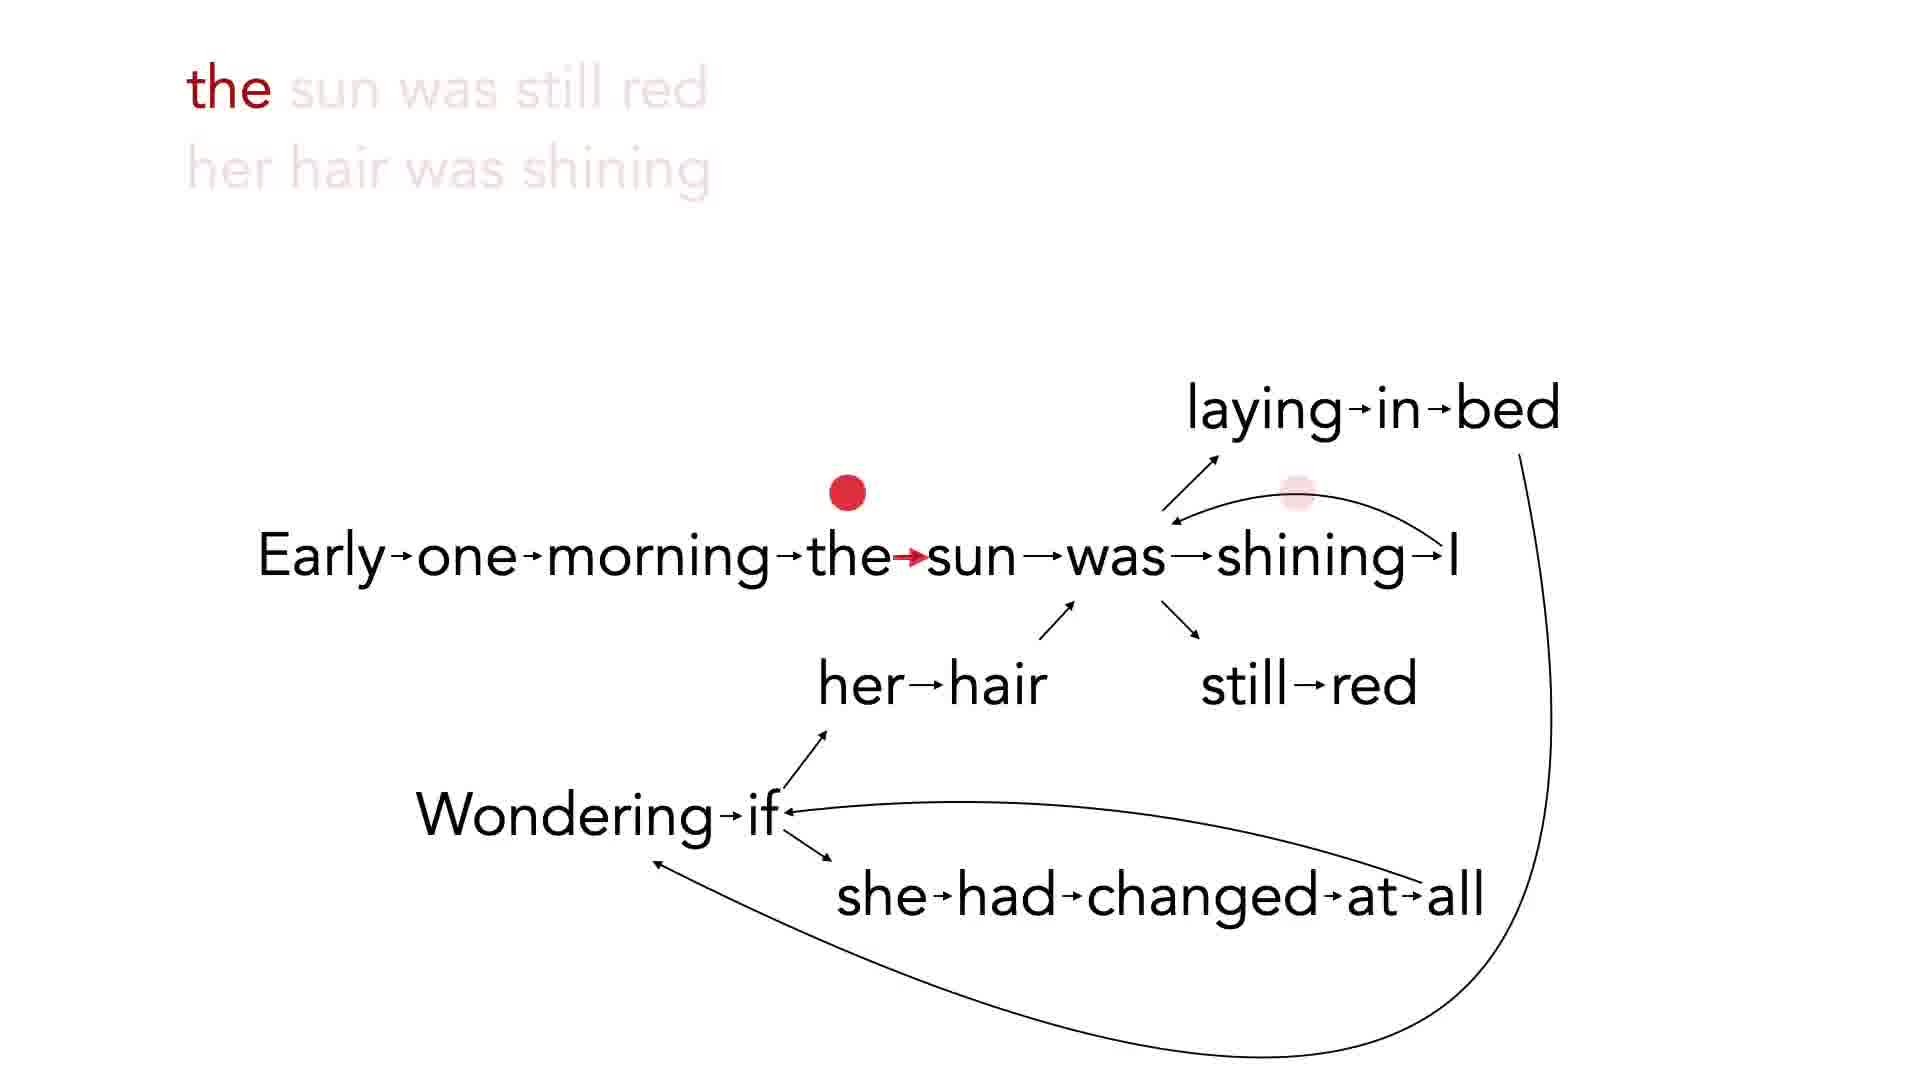 the sun was still red
her hair was shining
laying in bed
Early one morning the sun was shining I
her hair still red
Wondering if
she had changed at all